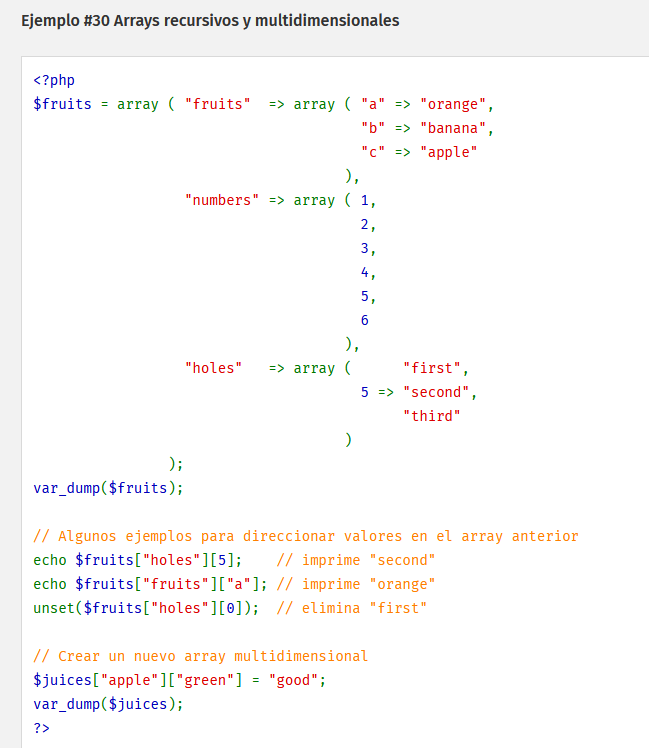 Ejemplo #30 Arrays recursivos y multidimensionales
<?php
$fruits = array ( "fruits"  => array ( "a" => "orange",
                                       "b" => "banana",
                                       "c" => "apple"
                                     ),
                  "numbers" => array ( 1,
                                       2,
                                       3,
                                       4,
                                       5,
                                       6
                                     ),
                  "holes"   => array (      "first",
                                       5 => "second",
                                            "third"
                                     )
                );
var_dump($fruits);
// Algunos ejemplos para direccionar valores en el array anterior
echo $fruits["holes"][5];    // imprime "second"
echo $fruits["fruits"]["a"]; // imprime "orange"
unset($fruits["holes"][0]);  // elimina "first"
// Crear un nuevo array multidimensional
$juices["apple"]["green"] = "good";
var_dump($juices);
?>